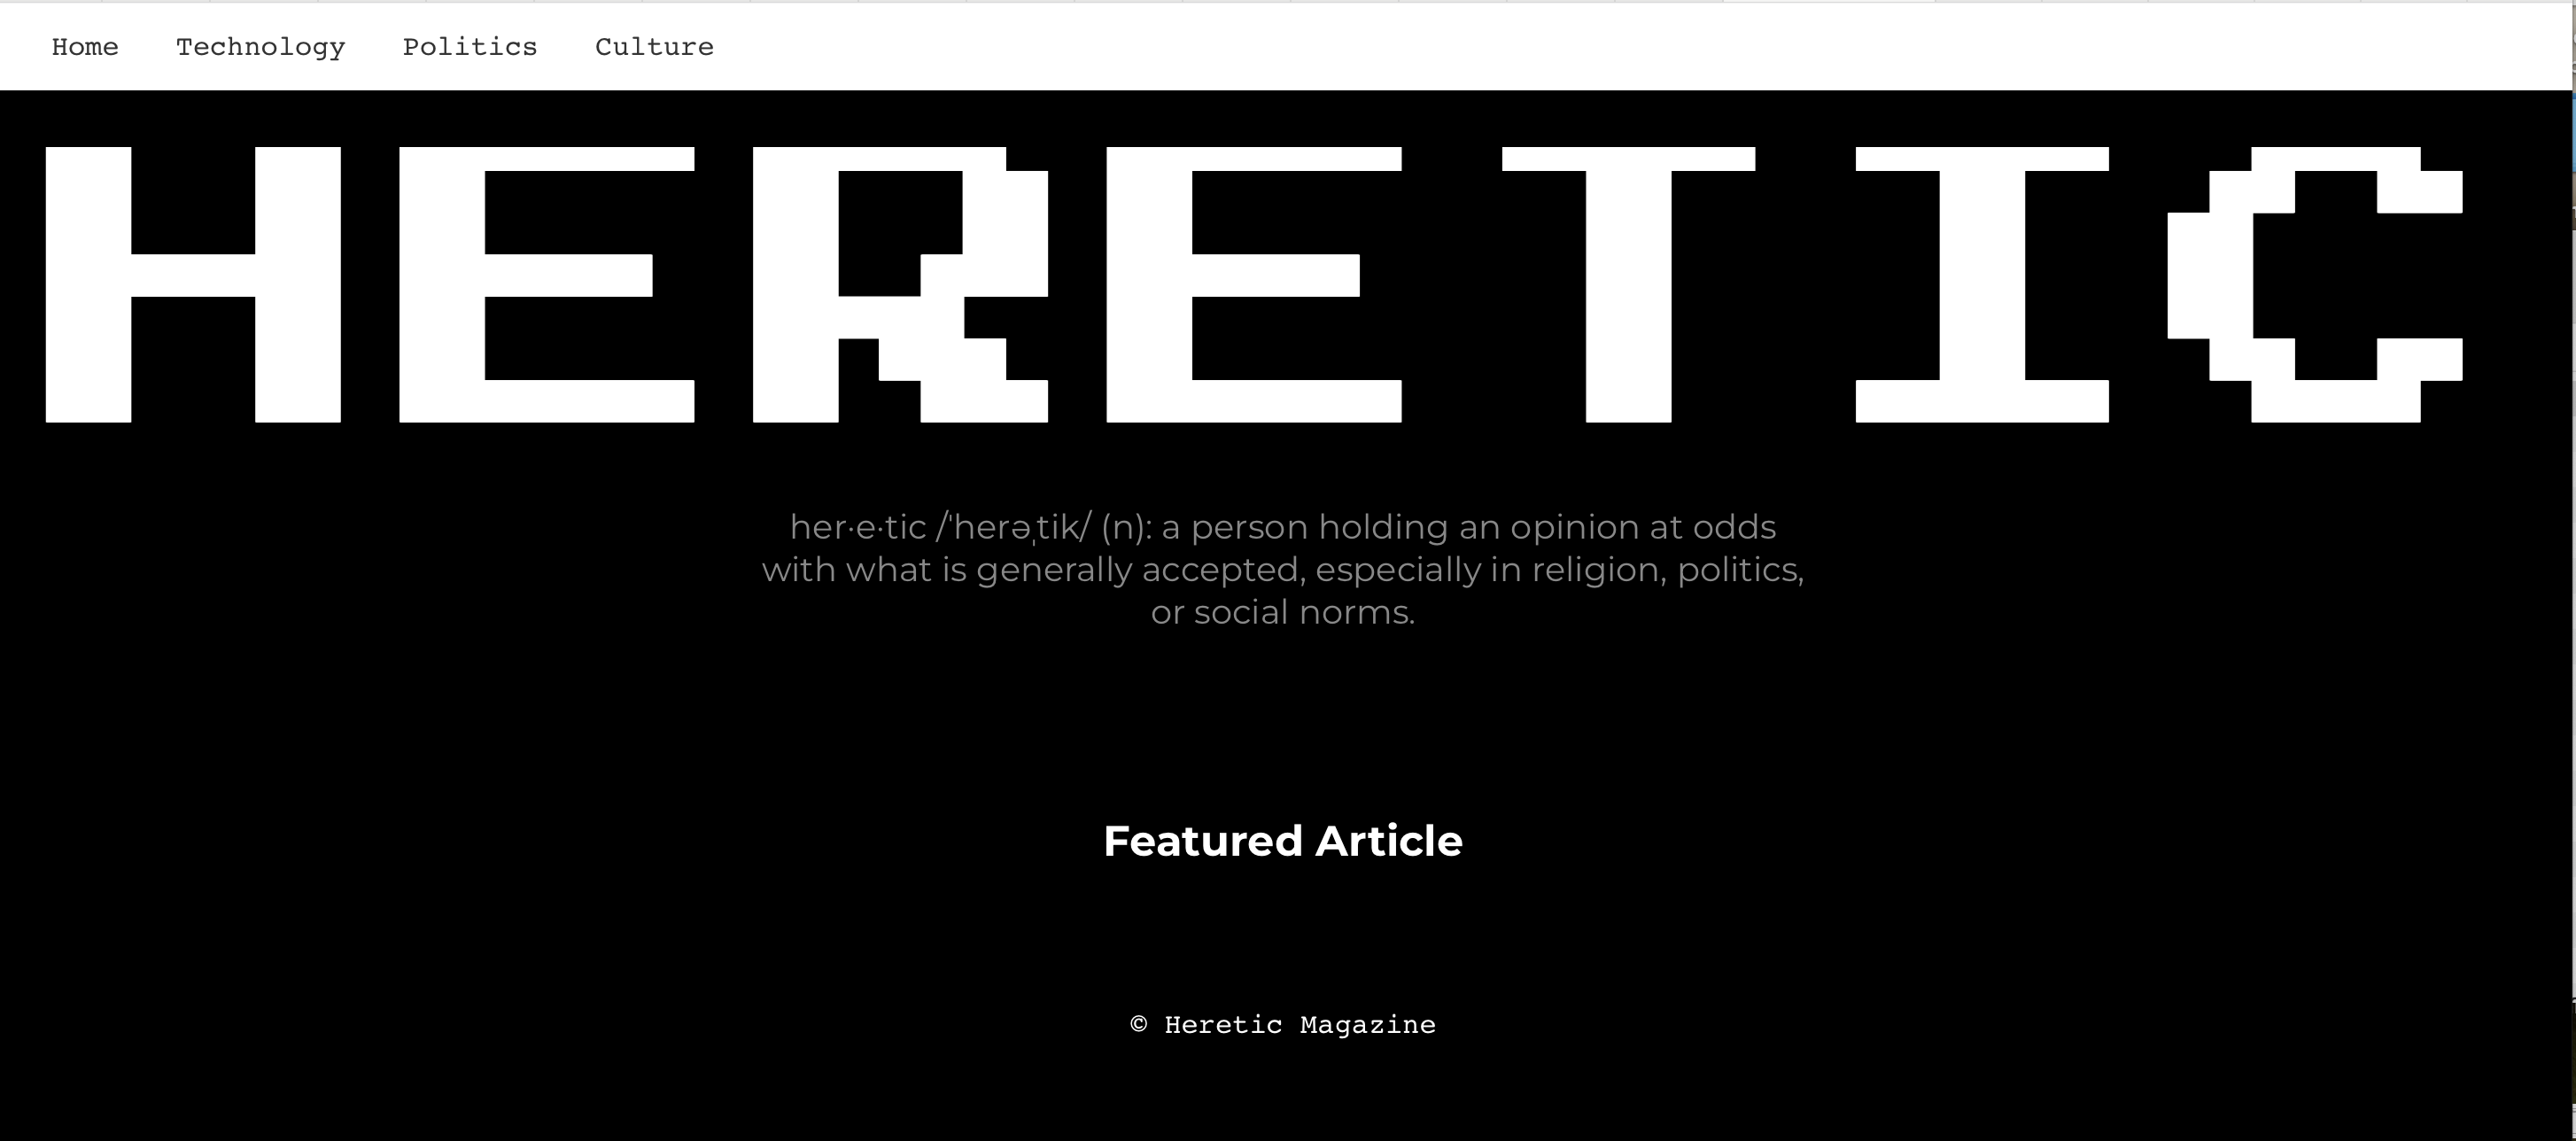 Home Technology Politics Culture
HERETIC
her·e·tic /ˈherəˌtik/ (n): a person holding an opinion at odds
with what is generally accepted, especially in religion, politics,
or social norms.
Featured Article
© Heretic Magazine